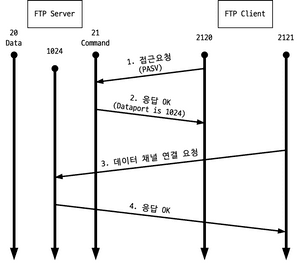 FTP Server
FTP Client
20
Data
1024
21
Command
2120
2121
1. 접근요청
(PASV)
2. 응답 OK
(Dataport is 1024)
3. 데이터 채널 연결 요청
4. 응답 OK